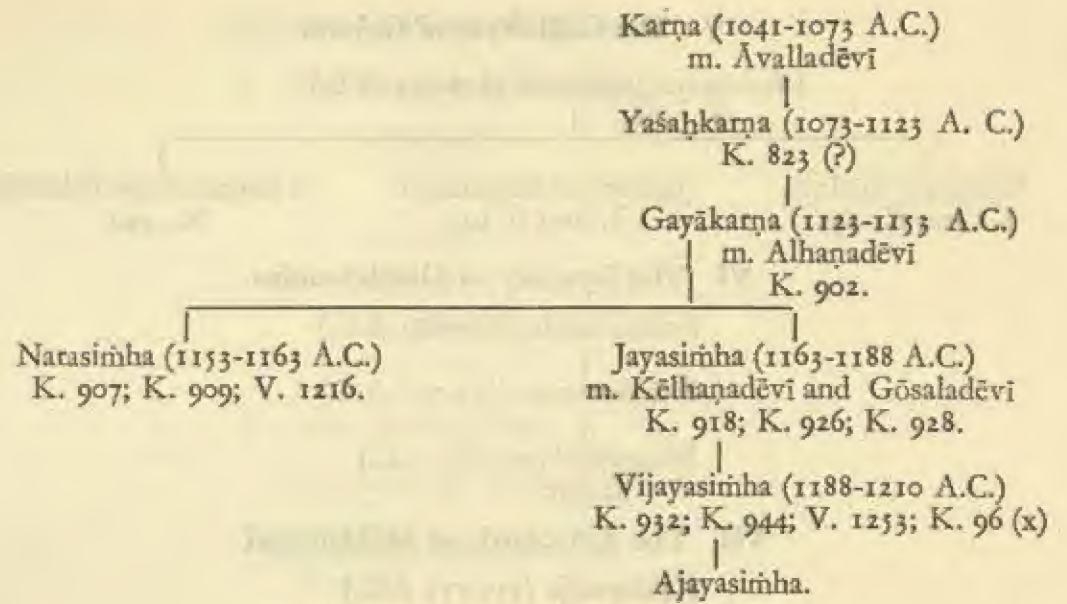 Karṇa (1041-1073 A.C.)
m. Āvalladēvī
Yaśaḥkarṇa (1073-1123 A. C.)
K. 823 (?)
Gayākarṇa (1123-1153 A.C.)
m. Alhaṇadēvī
K. 902.
Narasiṁha (1153-1163 A.C.)
K. 907; K. 909; V. 1216.
Jayasiṁha (1163-1188 A.C.)
m. Kēlhaṇadēvī and Gōsaladēvī
K. 918; K. 926; K. 928.
Vijayasiṁha (1188-1210 A.C.)
K. 932; K. 944; V. 1253; K. 96 (x)
Ajayasiṁha.